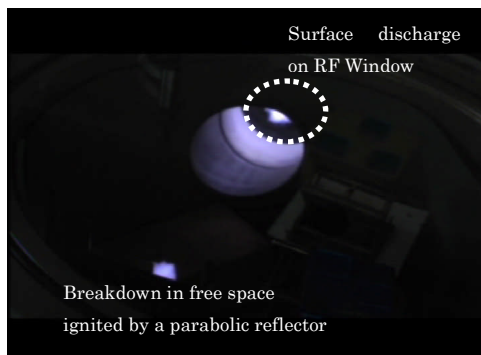 Surface discharge
on RF Window
Breakdown in free space
ignited by a parabolic reflector